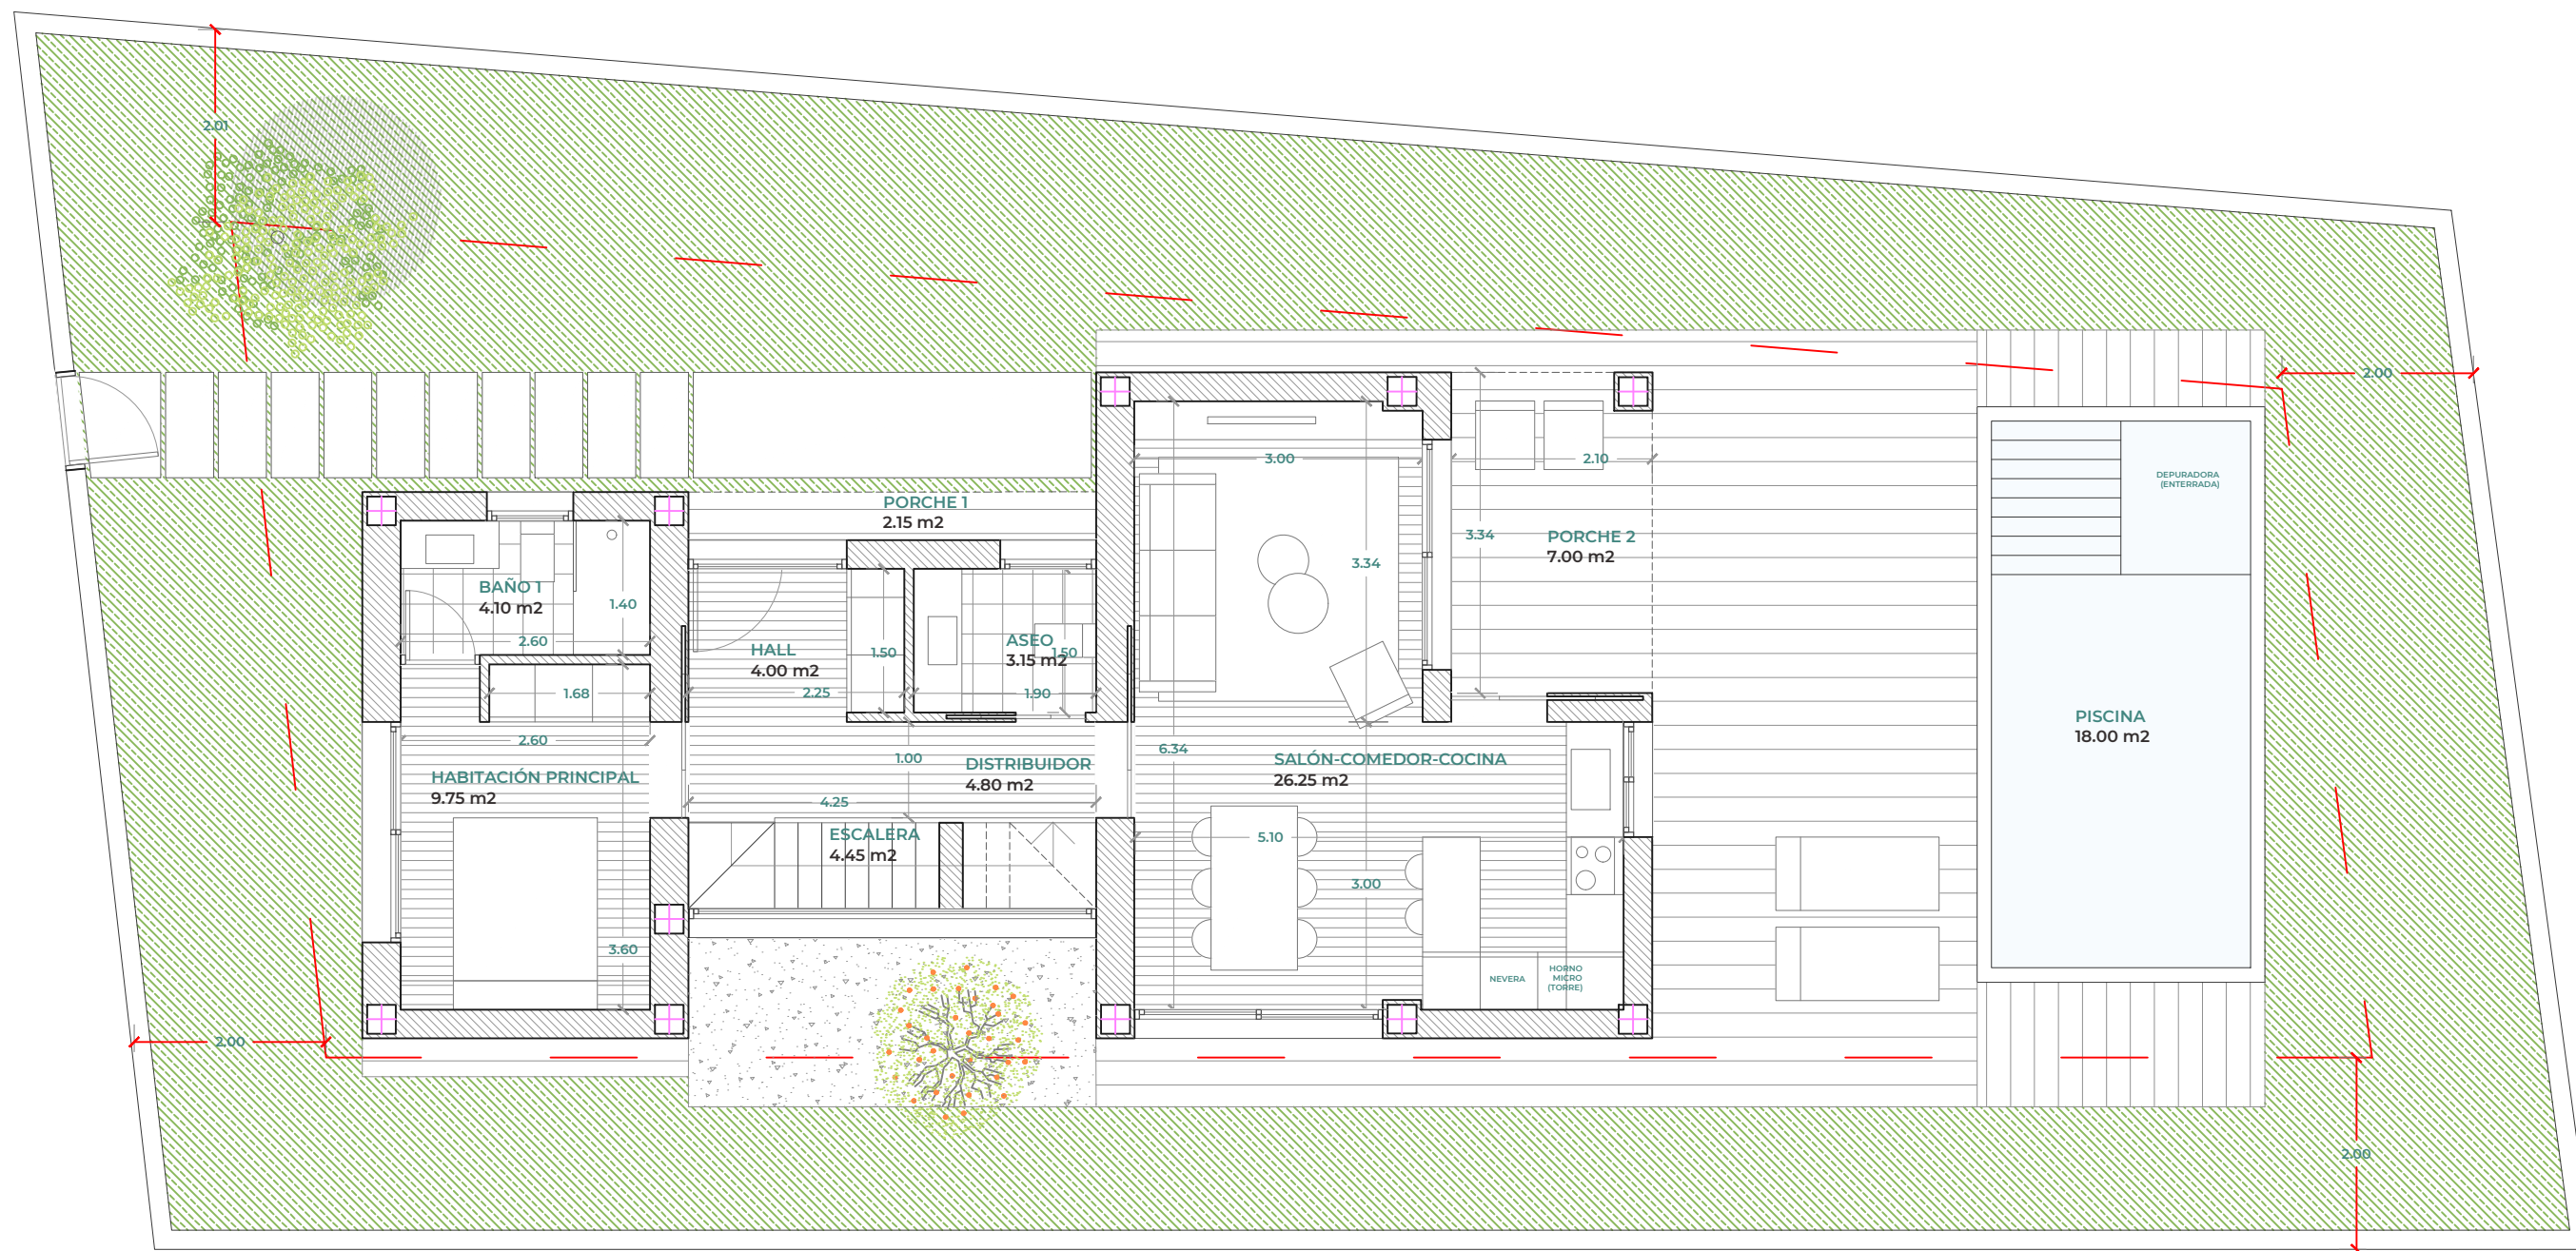 2.01
2.00
3.00
2.10
DEPURADORA
(ENTERRADA)
PORCHE 1
2.15 m2
3.34
PORCHE 2
7.00 m2
3.34
BAÑO 1
4.10 m2
1.40
2.60
HALL
4.00 m2
1.50
ASEO
3.15 m2
1.50
1.68
2.25
1.90
PISCINA
18.00 m2
2.60
6.34
1.00
DISTRIBUIDOR
4.80 m2
SALÓN-COMEDOR-COCINA
26.25 m2
HABITACIÓN PRINCIPAL
9.75 m2
4.25
ESCALERA
4.45 m2
5.10
3.00
3.60
NEVERA
HORNO
MICRO
(TORRE)
2.00
2.00